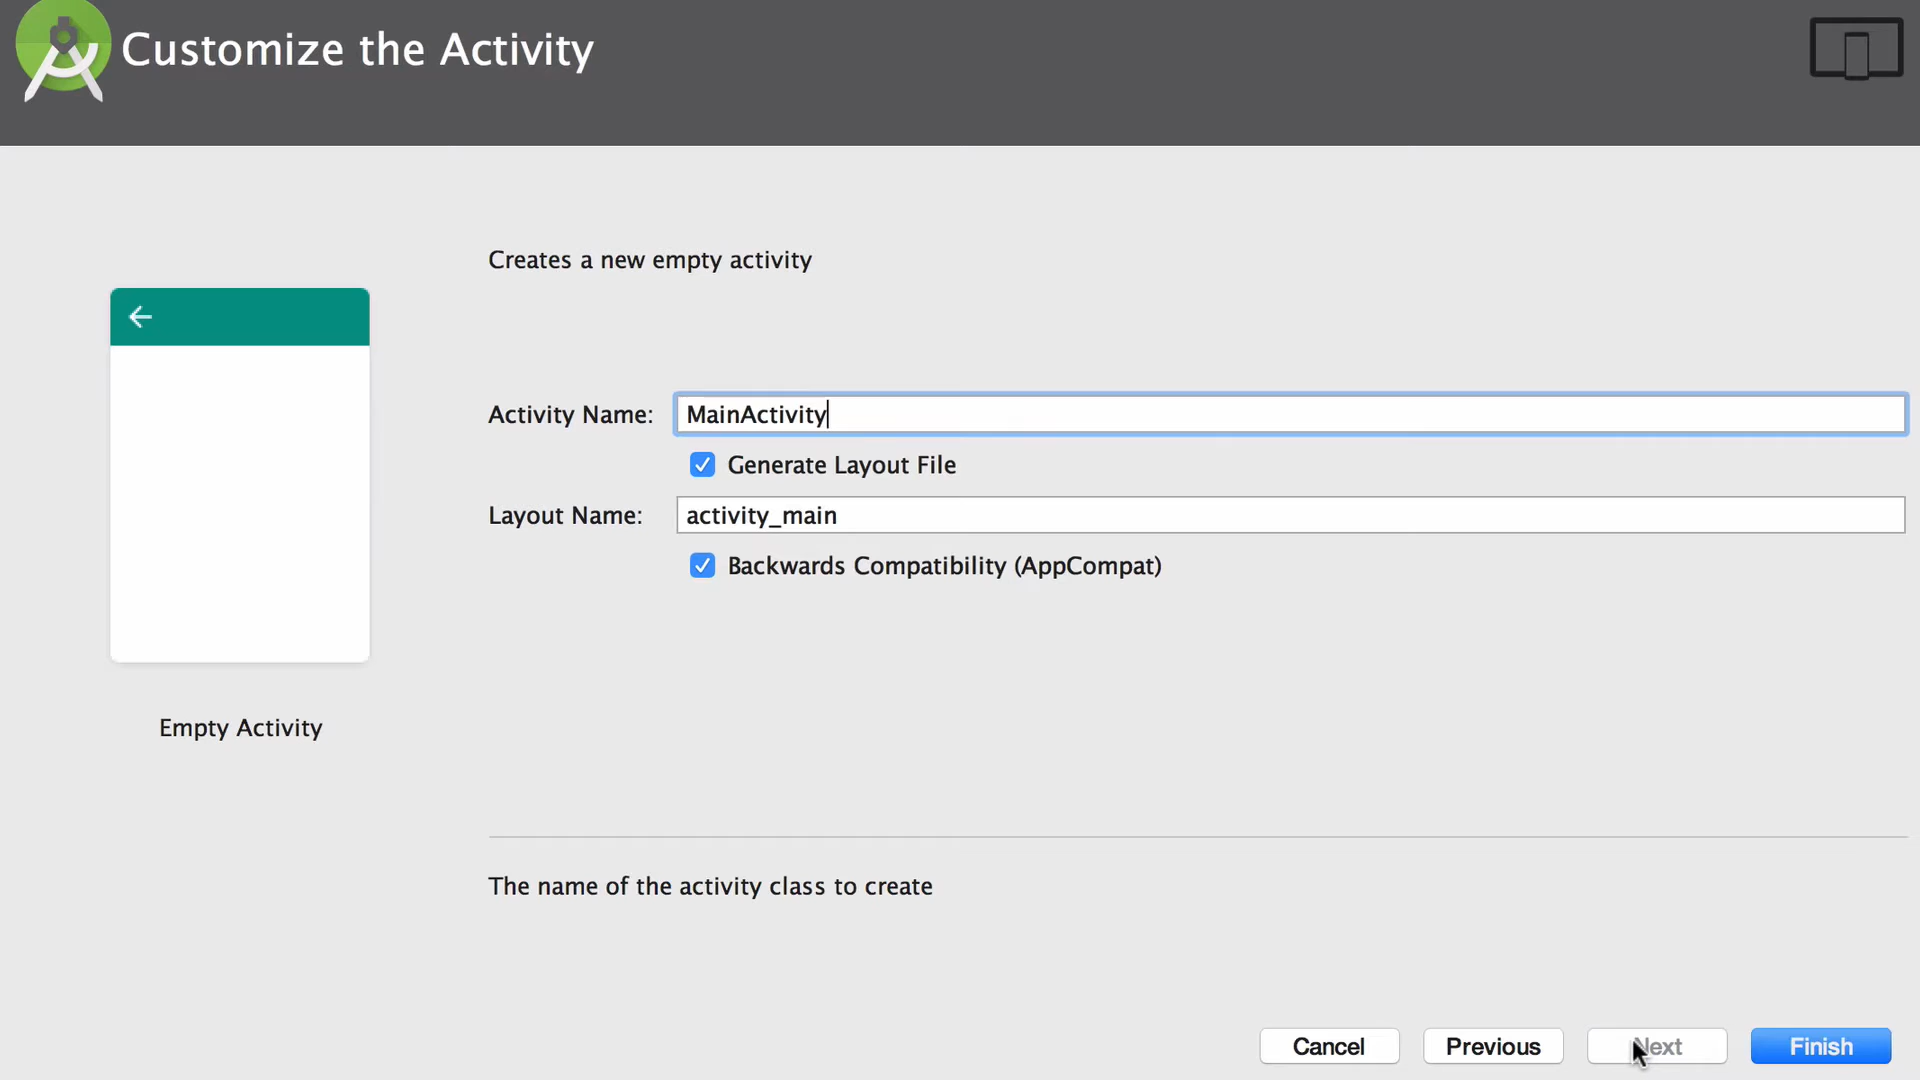 Customize the Activity
Creates a new empty activity
Activity Name: MainActivity
Generate Layout File
Layout Name: activity_main
Backwards Compatibility (AppCompat)
Empty Activity
The name of the activity class to create
Cancel Previous Next Finish